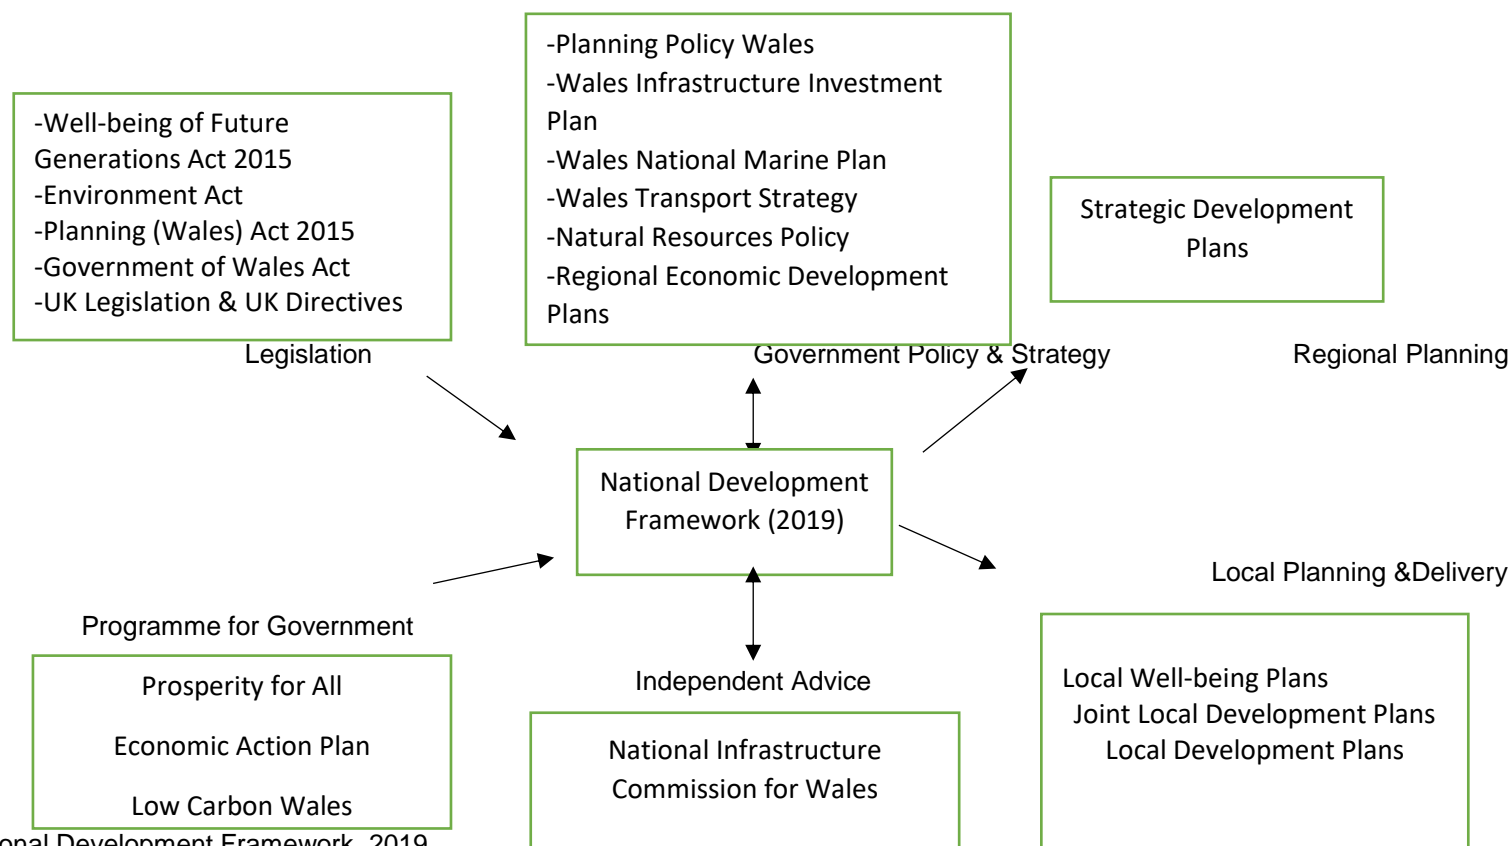 -Well-being of Future
Generations Act 2015
-Environment Act
-Planning (Wales) Act 2015
-Government of Wales Act
-UK Legislation & UK Directives
Legislation
-Planning Policy Wales
-Wales Infrastructure Investment
Plan
-Wales National Marine Plan
-Wales Transport Strategy
-Natural Resources Policy
-Regional Economic Development
Plans
Government Policy & Strategy
Strategic Development
Plans
Regional Planning
National Development
Framework (2019)
Local Planning &Delivery
Local Well-being Plans
Joint Local Development Plans
Local Development Plans
Programme for Government
Prosperity for All
Economic Action Plan
Low Carbon Wales
Independent Advice
National Infrastructure
Commission for Wales
onal Development Framework, 2019